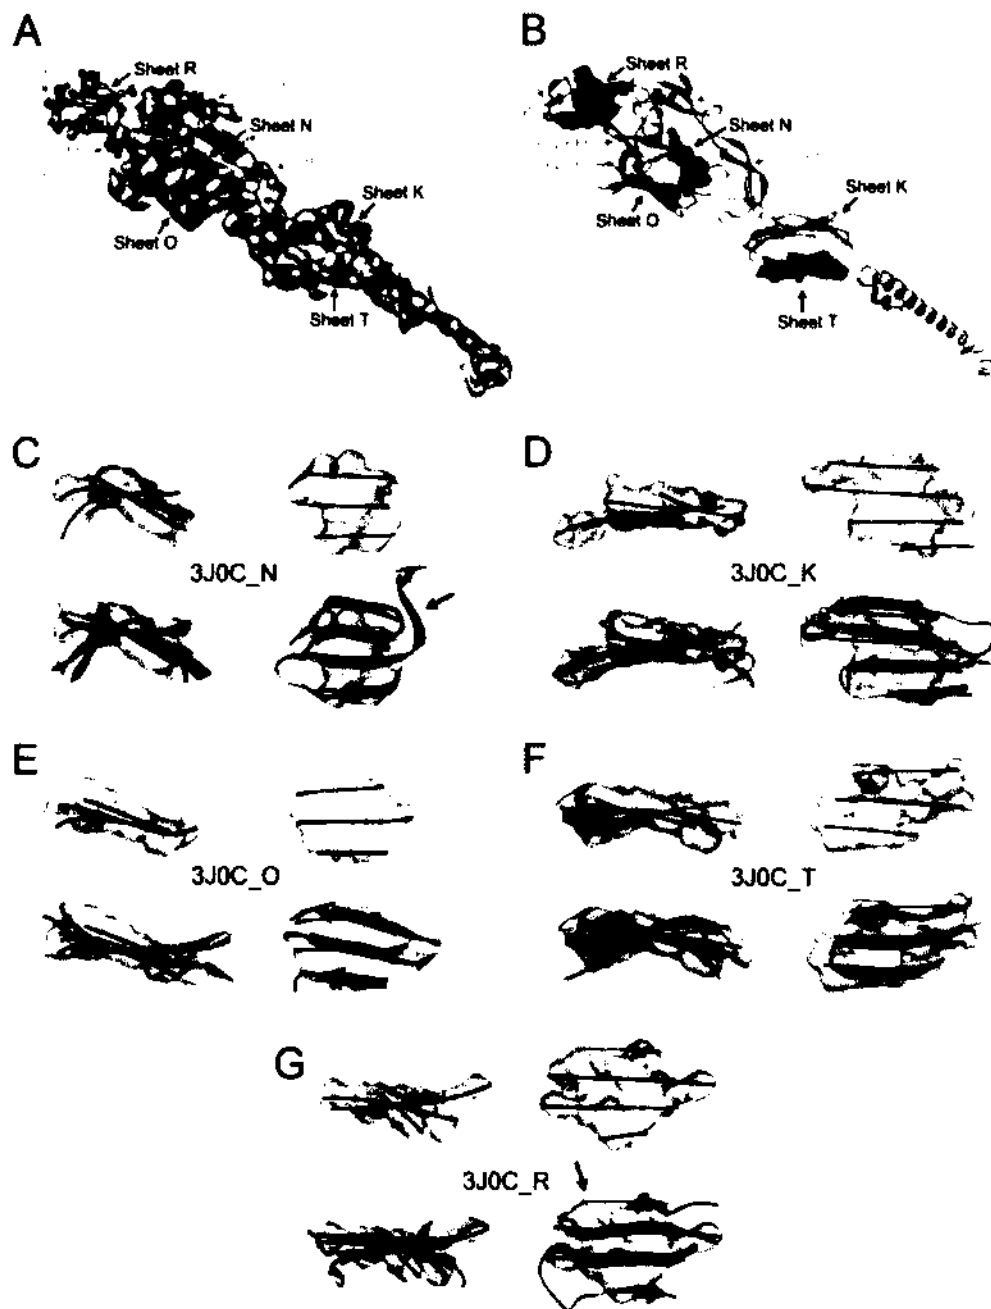 A
B
Sheet R
Sheet N
Sheet K
Sheet O
Sheet T
Sheet R
Sheet N
Sheet K
Sheet O
Sheet T
C
D
3J0C_N
3J0C_K
E
F
3J0C_O
3J0C_T
G
3J0C_R